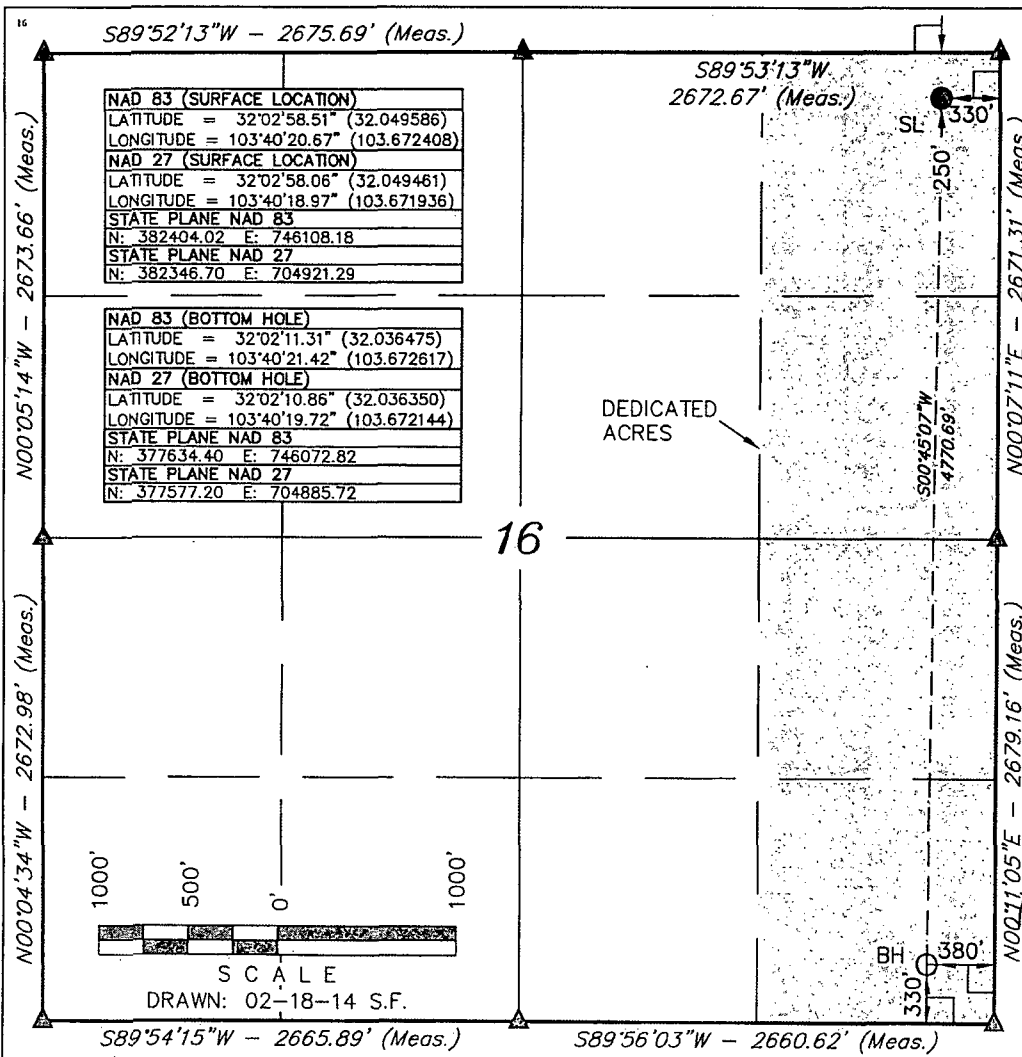 16
S89°52'13"W - 2675.69' (Meas.)
S89°53'13"W
2672.67' (Meas.)
NAD 83 (SURFACE LOCATION)
LATITUDE = 32°02'58.51" (32.049586)
LONGITUDE = 103°40'20.67" (103.672408)
NAD 27 (SURFACE LOCATION)
LATITUDE = 32°02'58.06" (32.049461)
LONGITUDE = 103°40'18.97" (103.671936)
STATE PLANE NAD 83
N: 382404.02 E: 746108.18
STATE PLANE NAD 27
N: 382346.70 E: 704921.29
NAD 83 (BOTTOM HOLE)
LATITUDE = 32°02'11.31" (32.036475)
LONGITUDE = 103°40'21.42" (103.672617)
NAD 27 (BOTTOM HOLE)
LATITUDE = 32°02'10.86" (32.036350)
LONGITUDE = 103°40'19.72" (103.672144)
STATE PLANE NAD 83
N: 377634.40 E: 746072.82
STATE PLANE NAD 27
N: 377577.20 E: 704885.72
N00°05'14"W - 2673.66' (Meas.)
SL
330'
250'
N00°07'11"E - 2671.31' (Meas.)
DEDICATED
ACRES
S00°45'07"W
4770.69'
16
N00°04'34"W - 2672.98' (Meas.)
N00°11'05"E - 2679.16' (Meas.)
1000'
500'
0'
1000'
SCALE
DRAWN: 02-18-14 S.F.
BH
380'
330'
S89°54'15"W - 2665.89' (Meas.)
S89°56'03"W - 2660.62' (Meas.)